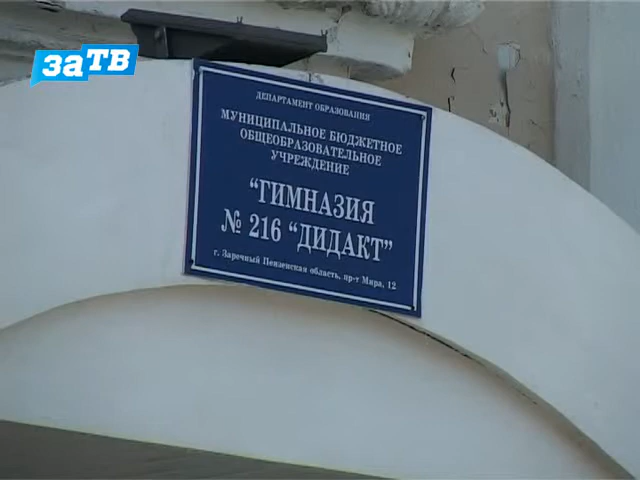 заТВ
ДЕПАРТАМЕНТ ОБРАЗОВАНИЯ
МУНИЦИПАЛЬНОЕ БЮДЖЕТНОЕ
ОБЩЕОБРАЗОВАТЕЛЬНОЕ
УЧРЕЖДЕНИЕ
"ГИМНАЗИЯ
№ 216 "ДИДАКТ"
г. Заречный Пензенская область, пр-т Мира, 12